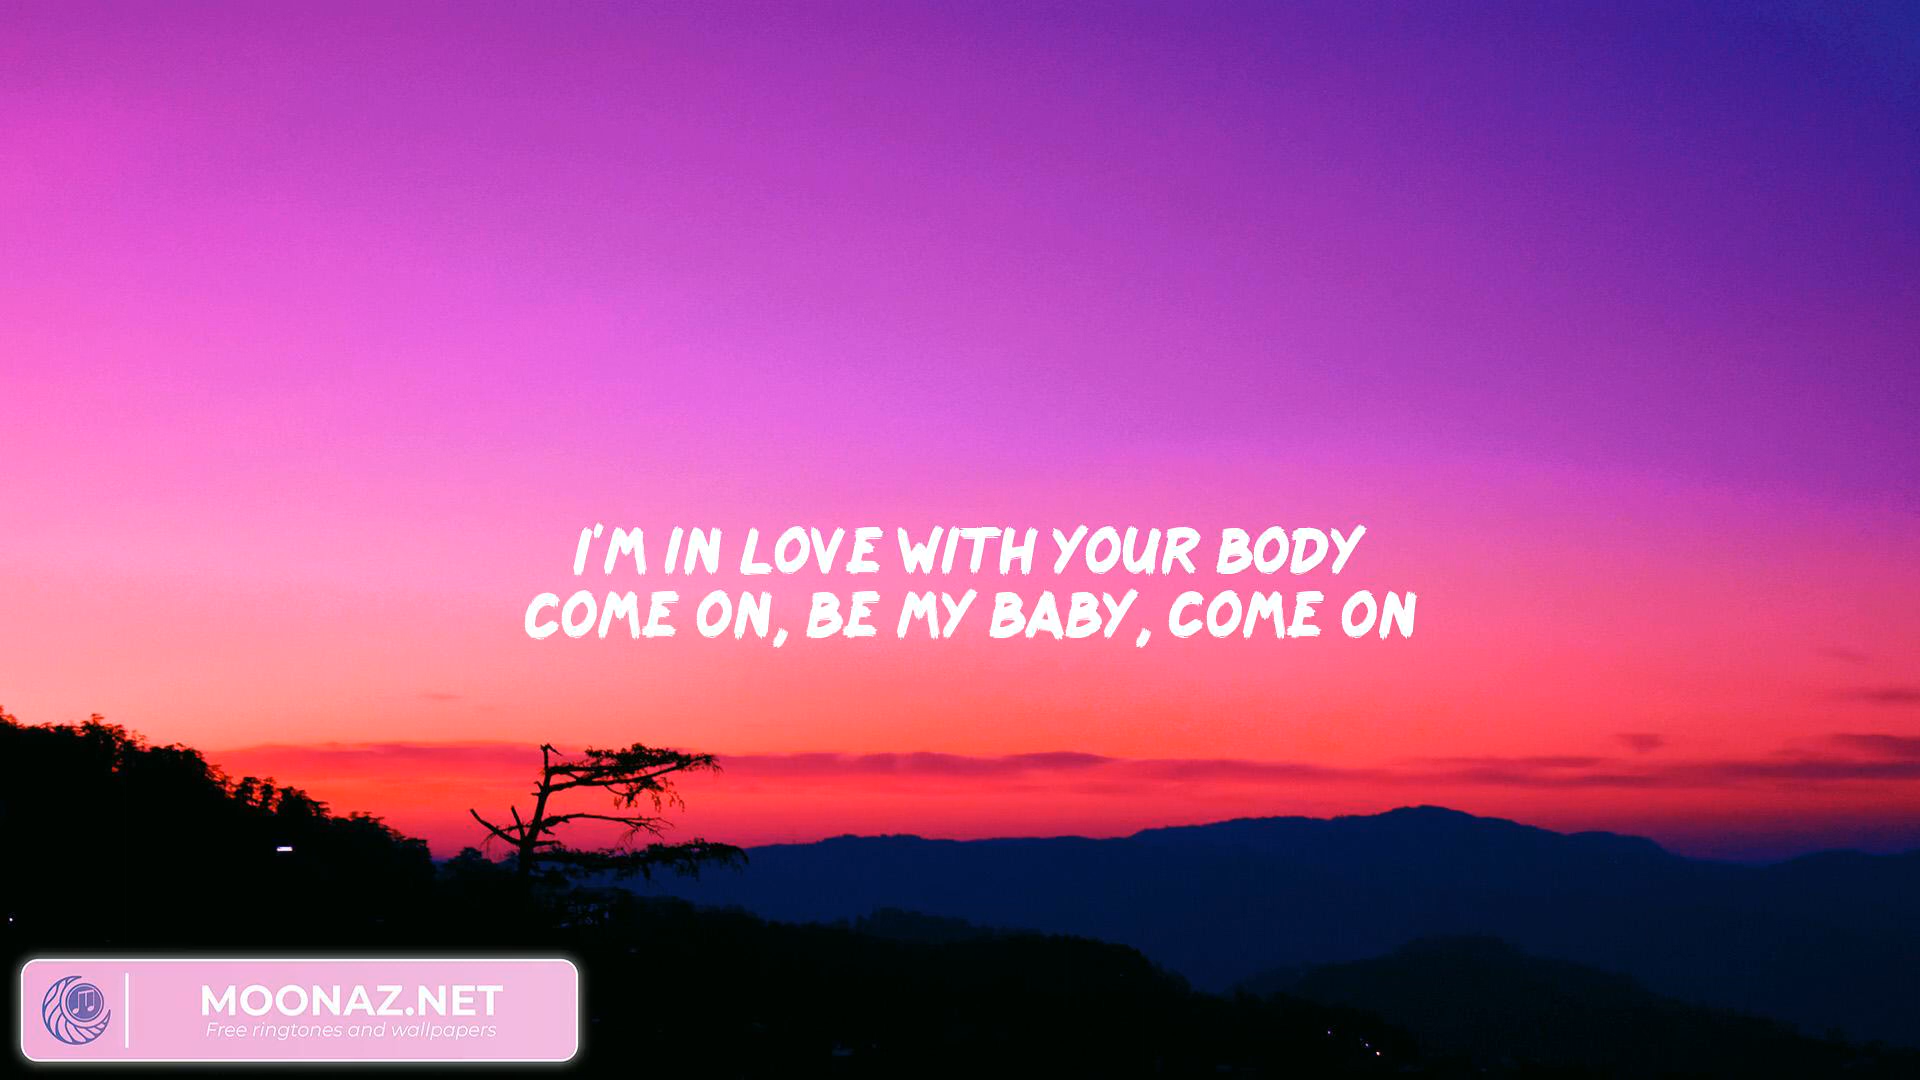 I'M IN LOVE WITH YOUR BODY
COME ON, BE MY BABY, COME ON
MOONAZ.NET
Free ringtones and wallpapers